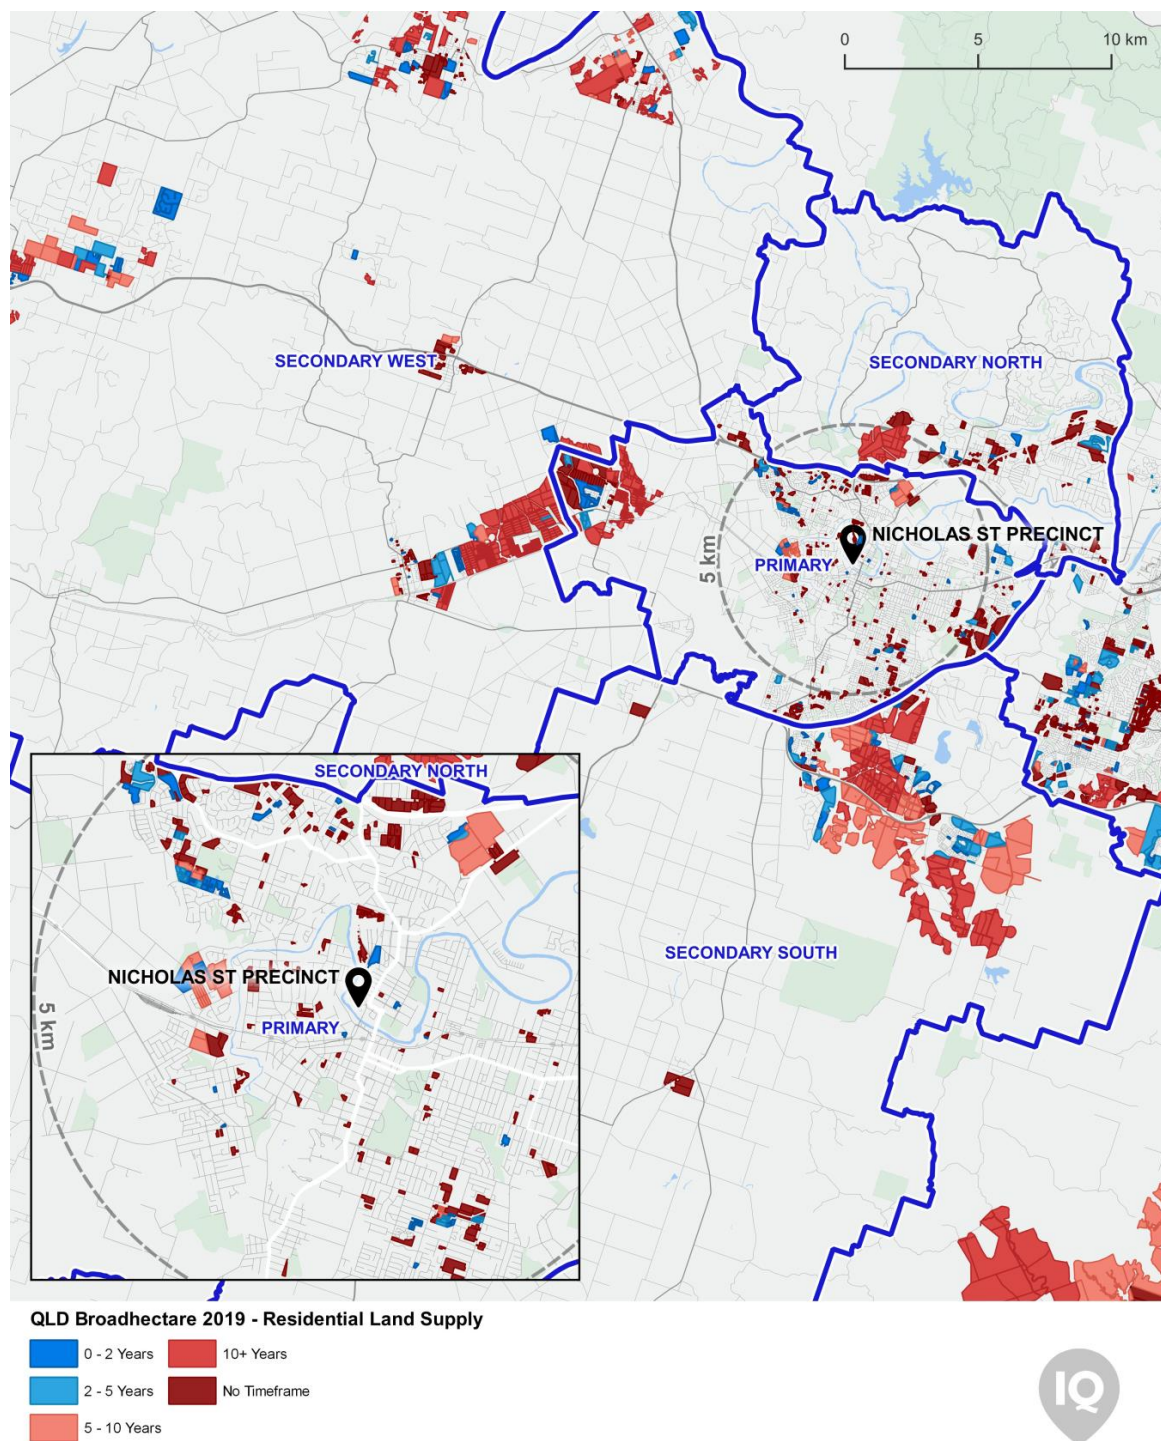 0 5 10 km
SECONDARY WEST
SECONDARY NORTH
NICHOLAS ST PRECINCT
PRIMARY
5 km
SECONDARY SOUTH
SECONDARY NORTH
NICHOLAS ST PRECINCT
PRIMARY
5 km
QLD Broadhectare 2019 - Residential Land Supply
0 - 2 Years
10+ Years
2 - 5 Years
No Timeframe
5 - 10 Years
IQ